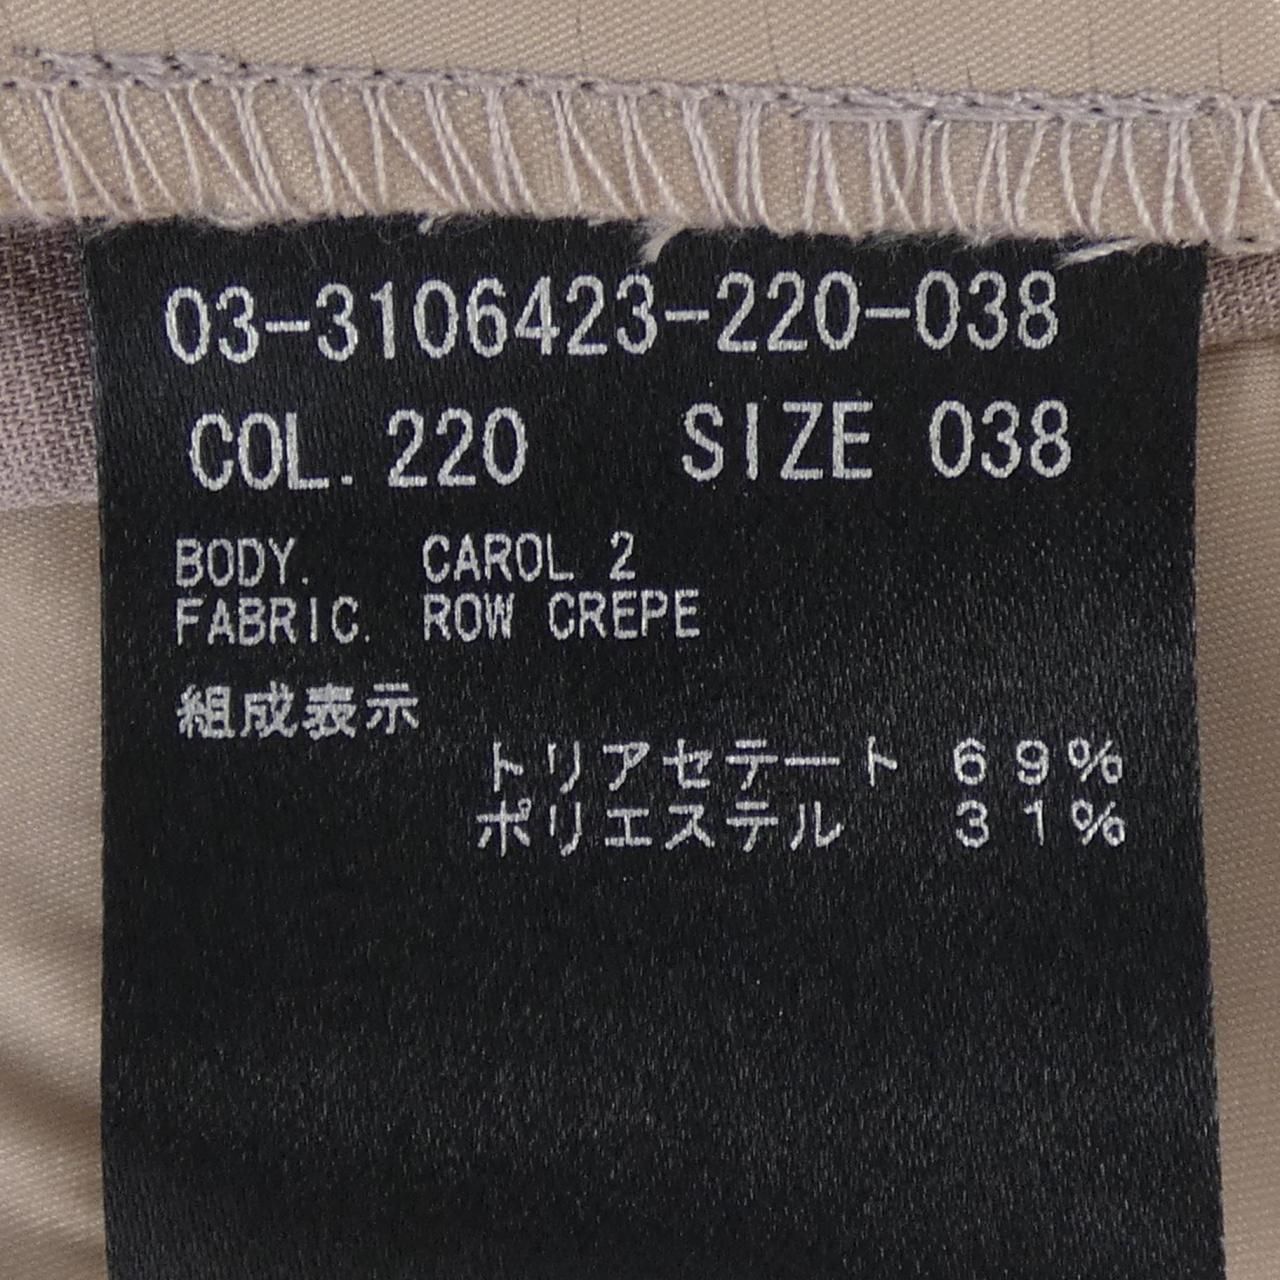 03-3106423-220-038
COL. 220 SIZE 038
BODY. CAROL 2
FABRIC. ROW CREPE
組成表示
トリアセテート 69%
ポリエステル 31%